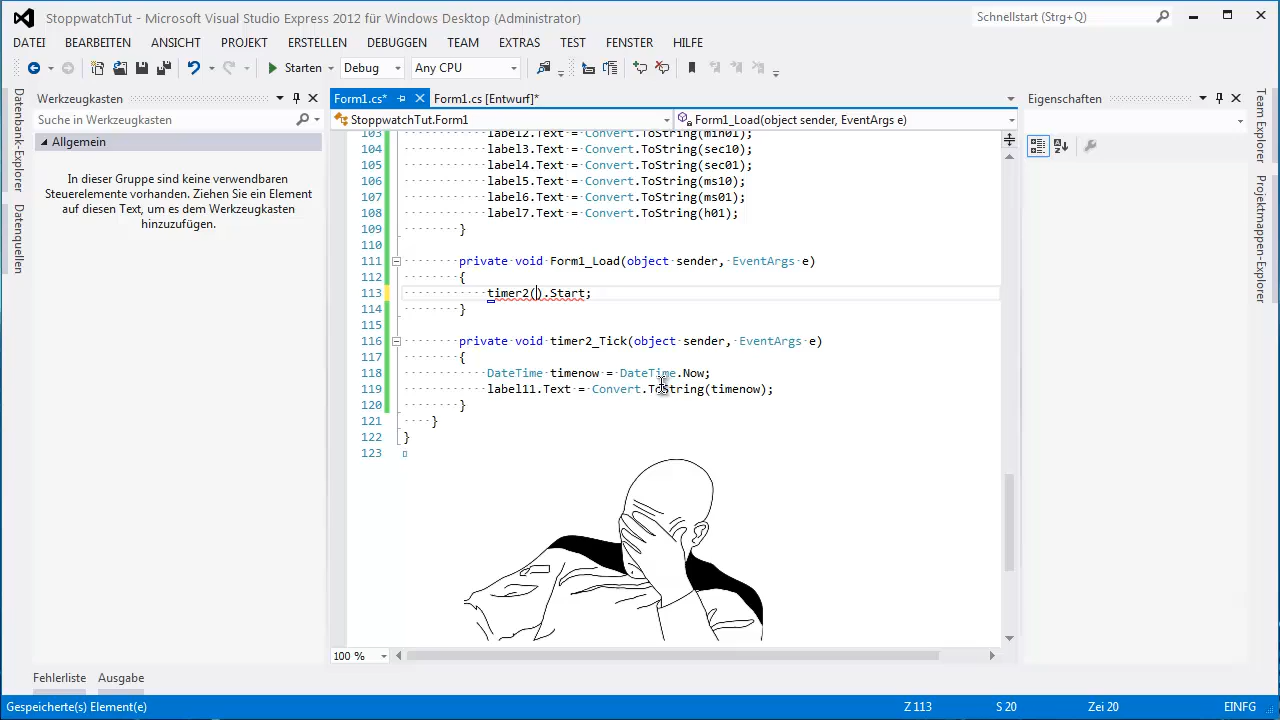 StoppwatchTut - Microsoft Visual Studio Express 2012 für Windows Desktop (Administrator)
Schnellstart (Strg+Q)
DATEI BEARBEITEN ANSICHT PROJEKT ERSTELLEN DEBUGGEN TEAM EXTRAS TEST FENSTER HILFE
Starten Debug Any CPU
Datenbank-Explorer
Datenquellen
Werkzeugkasten
Suche in Werkzeugkasten
Allgemein
In dieser Gruppe sind keine verwendbaren
Steuerelemente vorhanden. Ziehen Sie ein Element
auf diesen Text, um es dem Werkzeugkasten
hinzuzufügen.
Form1.cs* Form1.cs [Entwurf]*
StoppwatchTut.Form1 Form1_Load(object sender, EventArgs e)
103 label2.Text = Convert.ToString(min01);
104 label3.Text = Convert.ToString(sec10);
105 label4.Text = Convert.ToString(sec01);
106 label5.Text = Convert.ToString(ms10);
107 label6.Text = Convert.ToString(ms01);
108 label7.Text = Convert.ToString(h01);
109 }
110
111 private void Form1_Load(object sender, EventArgs e)
112 {
113 timer2().Start;
114 }
115
116 private void timer2_Tick(object sender, EventArgs e)
117 {
118 DateTime timenow = DateTime.Now;
119 label11.Text = Convert.ToString(timenow);
120 }
121 }
122 }
123
100 %
Eigenschaften
Team Explorer
Projektmappen-Explorer
Fehlerliste Ausgabe
Gespeicherte(s) Element(e) Z 113 S 20 Zei 20 EINFG